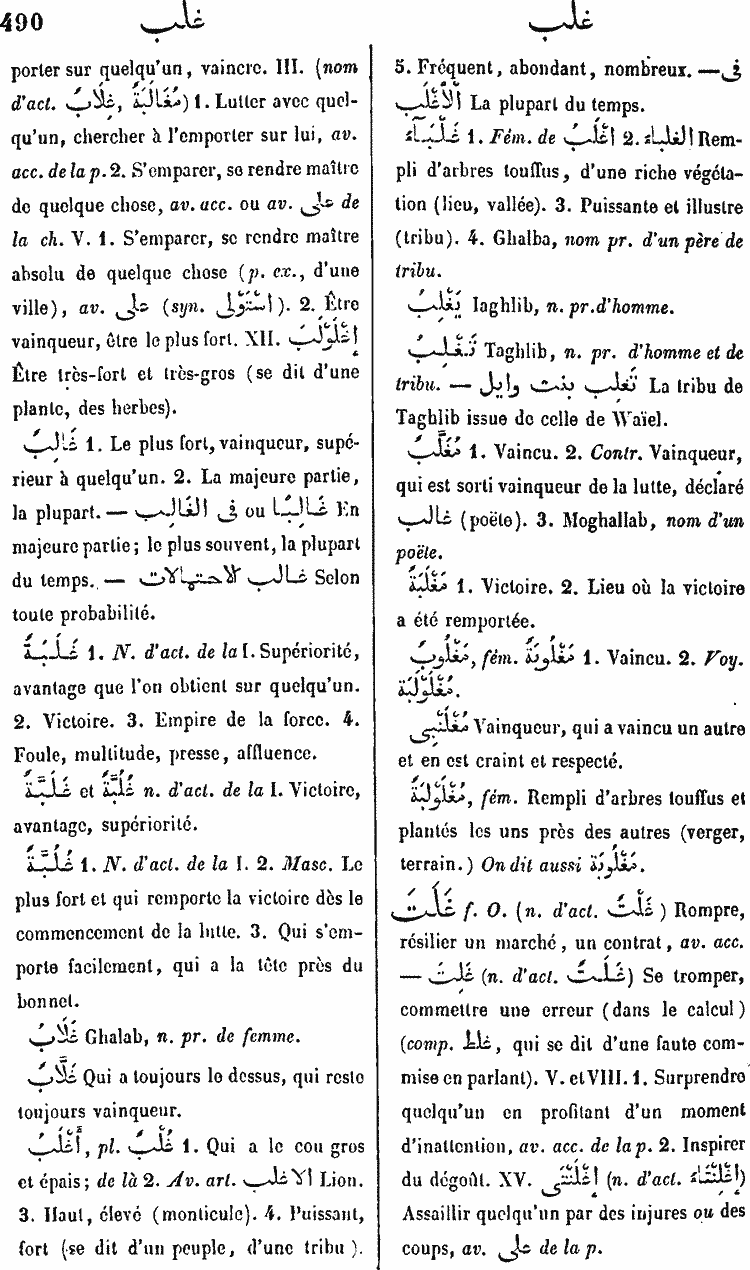 490 غلب غلب
porter sur quelqu'un, vaincre. III. (nom
d'act. مُغَالَبَةٌ, غِلَابٌ) 1. Lutter avec quel-
qu'un, chercher à l'emporter sur lui, av.
acc. de la p. 2. S'emparer, se rendre maître
de quelque chose, av. acc. ou av. على de
la ch. V. 1. S'emparer, se rendre maître
absolu de quelque chose (p. ex., d'une
ville), av. على (syn. اسْتَوْلَى). 2. Être
vainqueur, être le plus fort. XII. إِغْلَوْلَبَ
Être très-fort et très-gros (se dit d'une
plante, des herbes).
غَالِبٌ 1. Le plus fort, vainqueur, supé-
rieur à quelqu'un. 2. La majeure partie,
la plupart. — فى الغَالِب ou غَالِبًا En
majeure partie; le plus souvent, la plupart
du temps. — غالب الاحتمالات Selon
toute probabilité.
غَلَبَةٌ 1. N. d'act. de la I. Supériorité,
avantage que l'on obtient sur quelqu'un.
2. Victoire. 3. Empire de la force. 4.
Foule, multitude, presse, affluence.
غَلُبَّةٌ et غُلُبَّةٌ n. d'act. de la I. Victoire,
avantage, supériorité.
غَلُبَّةٌ 1. N. d'act. de la I. 2. Masc. Le
plus fort et qui remporte la victoire dès le
commencement de la lutte. 3. Qui s'em-
porte facilement, qui a la tête près du
bonnet.
غَلَابُ Ghalab, n. pr. de femme.
غَلَّابٌ Qui a toujours le dessus, qui reste
toujours vainqueur.
أَغْلَبُ, pl. غُلْبٌ 1. Qui a le cou gros
et épais; de là 2. Av. art. الاغلب Lion.
3. Haut, élevé (monticule). 4. Puissant,
fort (se dit d'un peuple, d'une tribu).
5. Fréquent, abondant, nombreux. — فى
الْأَغْلَب La plupart du temps.
غَلْبَآءُ 1. Fém. de اغْلَبُ 2. الغلباء Rem-
pli d'arbres touffus, d'une riche végéta-
tion (lieu, vallée). 3. Puissante et illustre
(tribu). 4. Ghalba, nom pr. d'un père de
tribu.
يَغْلِبُ Iaghlib, n. pr. d'homme.
تَغْلِبُ Taghlib, n. pr. d'homme et de
tribu. — تَغلب بنت وايل La tribu de
Taghlib issue de celle de Waïel.
مُغَلَّبٌ 1. Vaincu. 2. Contr. Vainqueur,
qui est sorti vainqueur de la lutte, déclaré
غالب (poëte). 3. Moghallab, nom d'un
poëte.
مَغْلَبَةٌ 1. Victoire. 2. Lieu où la victoire
a été remportée.
مَغْلُوبٌ, fém. مَغْلُوبَةٌ 1. Vaincu. 2. Voy.
مُغْلَوْلِبَة.
مُغْلَنْبِى Vainqueur, qui a vaincu un autre
et en est craint et respecté.
مُغْلَوْلِبَةٌ, fém. Rempli d'arbres touffus et
plantés les uns près des autres (verger,
terrain.) On dit aussi مَغْلُوبَة.
غَلَتَ f. O. (n. d'act. غَلْتٌ) Rompre,
résilier un marché, un contrat, av. acc.
— غَلِتَ (n. d'act. غَلَتٌ) Se tromper,
commettre une erreur (dans le calcul)
(comp. غلط, qui se dit d'une faute com-
mise en parlant). V. et VIII. 1. Surprendre
quelqu'un en profitant d'un moment
d'inattention, av. acc. de la p. 2. Inspirer
du dégoût. XV. إِغْلَنْتَى (n. d'act. إِغْلِنْتَاءٌ)
Assaillir quelqu'un par des injures ou des
coups, av. على de la p.